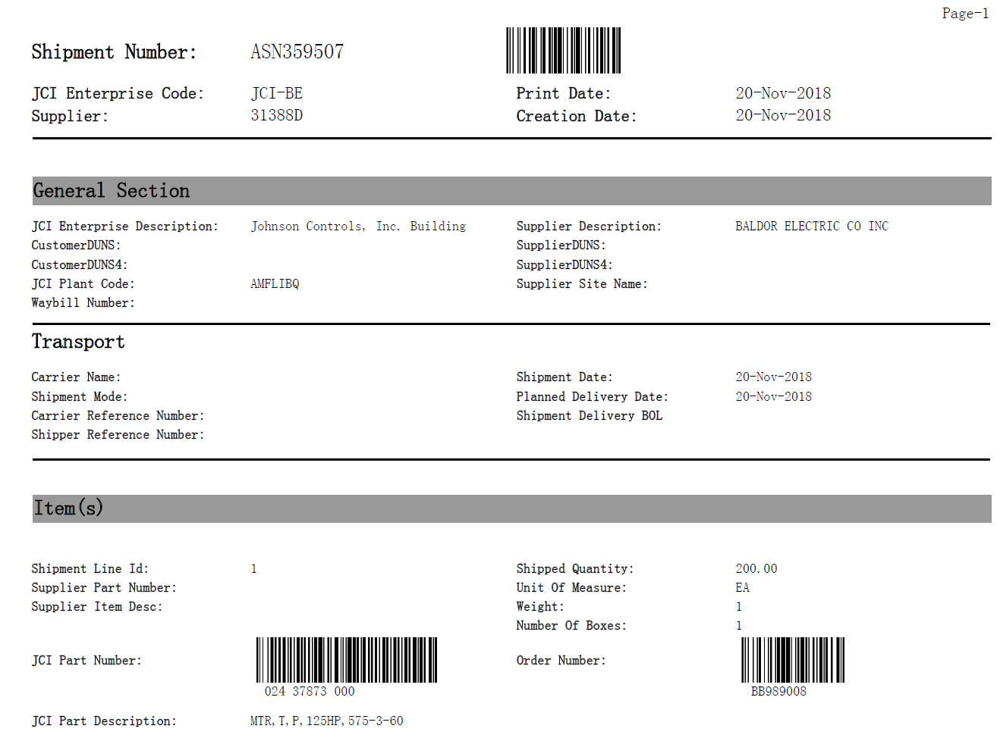 Page-1
Shipment Number: ASN359507
JCI Enterprise Code: JCI-BE Print Date: 20-Nov-2018
Supplier: 31388D Creation Date: 20-Nov-2018
General Section
JCI Enterprise Description: Johnson Controls, Inc. Building Supplier Description: BALDOR ELECTRIC CO INC
CustomerDUNS: SupplierDUNS:
CustomerDUNS4: SupplierDUNS4:
JCI Plant Code: AMFLIBQ Supplier Site Name:
Waybill Number:
Transport
Carrier Name: Shipment Date: 20-Nov-2018
Shipment Mode: Planned Delivery Date: 20-Nov-2018
Carrier Reference Number: Shipment Delivery BOL
Shipper Reference Number:
Item(s)
Shipment Line Id: 1 Shipped Quantity: 200.00
Supplier Part Number: Unit Of Measure: EA
Supplier Item Desc: Weight: 1
Number Of Boxes: 1
JCI Part Number: Order Number:
024 37873 000 BB989008
JCI Part Description: MTR,T,P,125HP,575-3-60